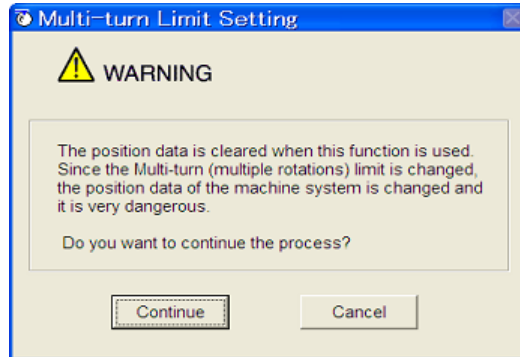 Multi-turn Limit Setting
WARNING
The position data is cleared when this function is used.
Since the Multi-turn (multiple rotations) limit is changed,
the position data of the machine system is changed and
it is very dangerous.
Do you want to continue the process?
Continue
Cancel